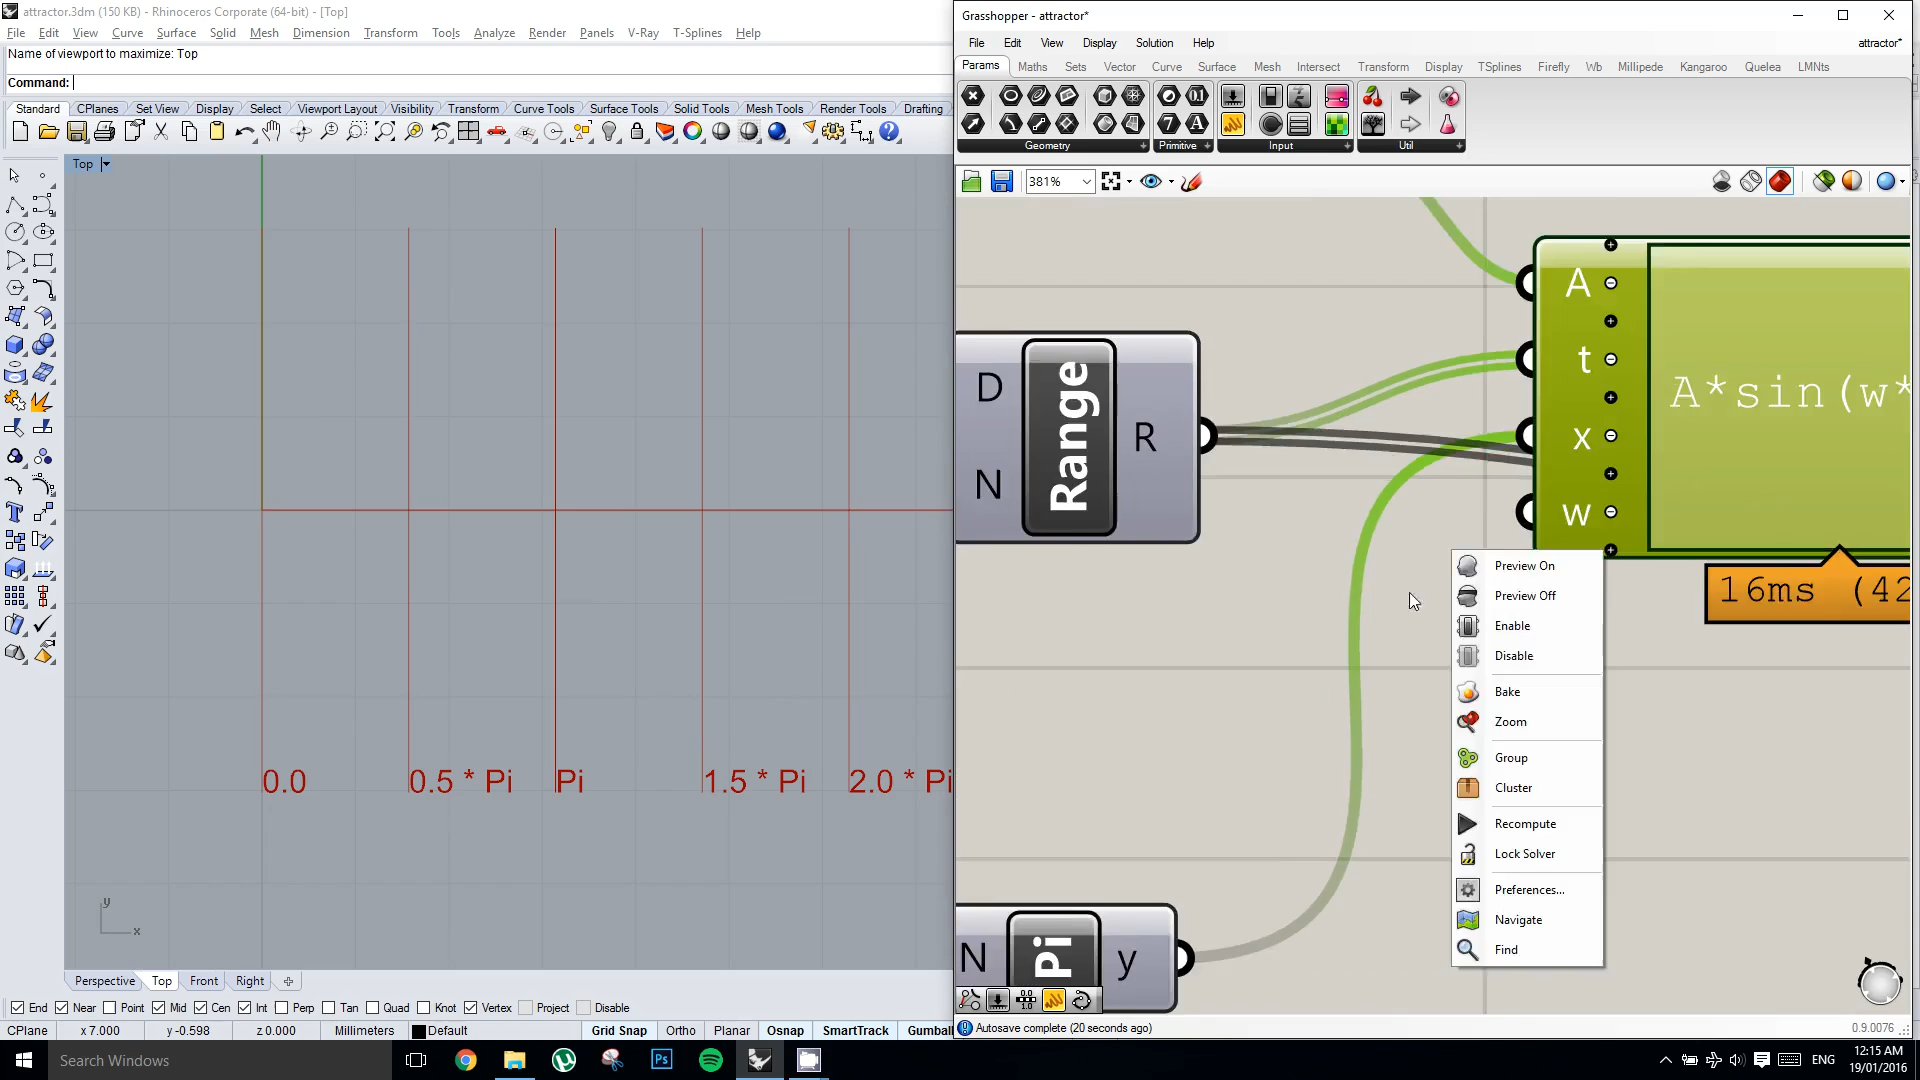 attractor.3dm (150 KB) - Rhinoceros Corporate (64-bit) - [Top]
File Edit View Curve Surface Solid Mesh Dimension Transform Tools Analyze Render Panels V-Ray T-Splines Help
Name of viewport to maximize: Top
Command:
Standard CPlanes Set View Display Select Viewport Layout Visibility Transform Curve Tools Surface Tools Solid Tools Mesh Tools Render Tools Drafting
Top
0.0 0.5 * Pi Pi 1.5 * Pi 2.0 * Pi
y
x
Perspective Top Front Right
End Near Point Mid Cen Int Perp Tan Quad Knot Vertex Project Disable
CPlane x 7.000 y -0.598 z 0.000 Millimeters Default Grid Snap Ortho Planar Osnap SmartTrack Gumball
Grasshopper - attractor*
File Edit View Display Solution Help attractor*
Params Maths Sets Vector Curve Surface Mesh Intersect Transform Display TSplines Firefly Wb Millipede Kangaroo Quelea LMNts
Geometry Primitive Input Util
381%
D
N
Range
R
A
t
x
w
A*sin(w*
16ms (42
Preview On
Preview Off
Enable
Disable
Bake
Zoom
Group
Cluster
Recompute
Lock Solver
Preferences...
Navigate
Find
N Pi y
Autosave complete (20 seconds ago) 0.9.0076
Search Windows
Ps
ENG
12:15 AM
19/01/2016